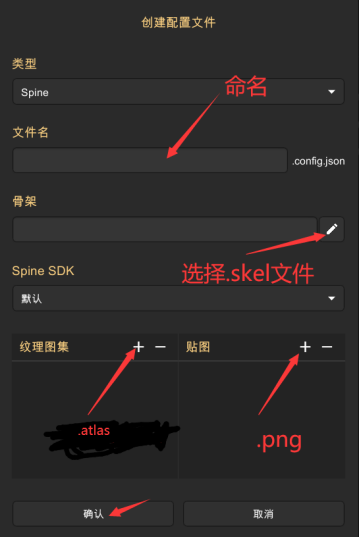 创建配置文件
类型
Spine
命名
文件名
.config.json
骨架
选择.skel文件
Spine SDK
默认
纹理图集 + − 贴图 + −
.atlas
.png
确认 取消